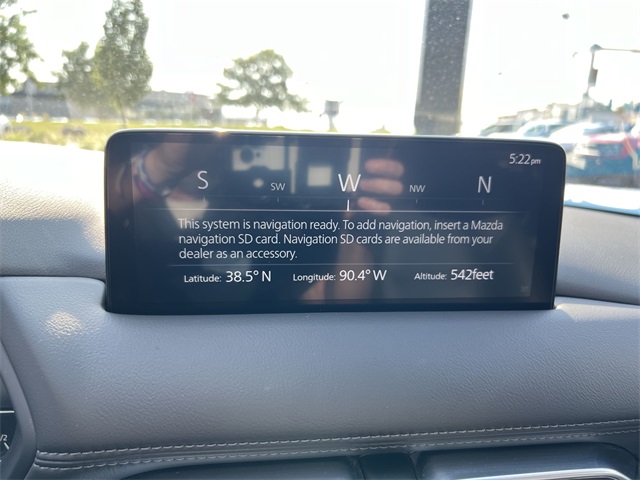 5:22pm
S SW W NW N
This system is navigation ready. To add navigation, insert a Mazda
navigation SD card. Navigation SD cards are available from your
dealer as an accessory.
Latitude: 38.5° N Longitude: 90.4° W Altitude: 542feet